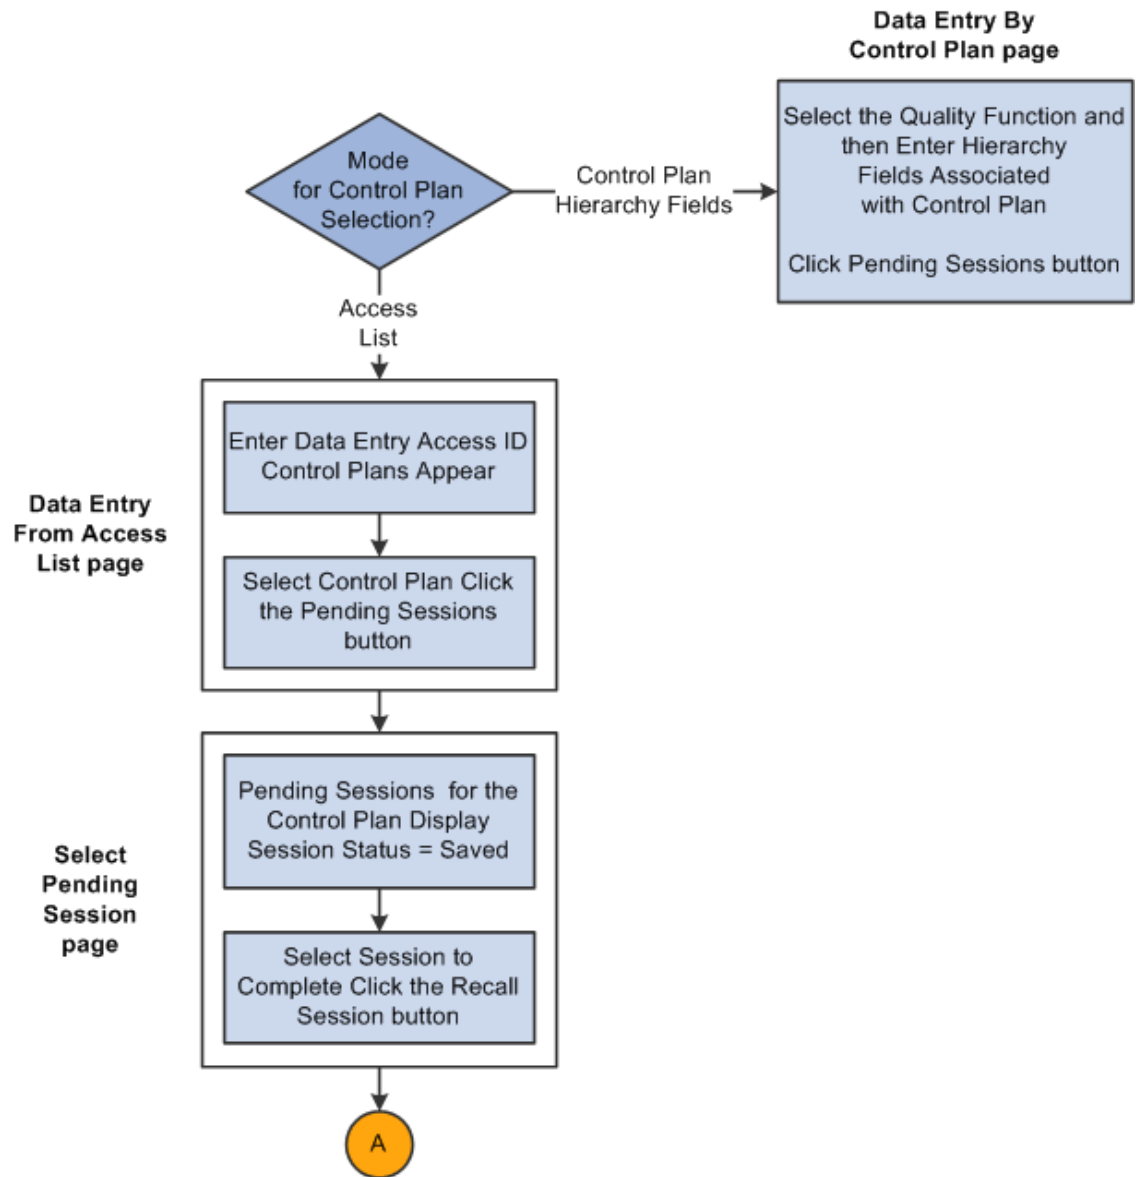 Data Entry By
Control Plan page
Select the Quality Function and
then Enter Hierarchy
Fields Associated
with Control Plan
Click Pending Sessions button
Mode
for Control Plan
Selection?
Control Plan
Hierarchy Fields
Access
List
Data Entry
From Access
List page
Enter Data Entry Access ID
Control Plans Appear
Select Control Plan Click
the Pending Sessions
button
Select
Pending
Session
page
Pending Sessions for the
Control Plan Display
Session Status = Saved
Select Session to
Complete Click the Recall
Session button
A